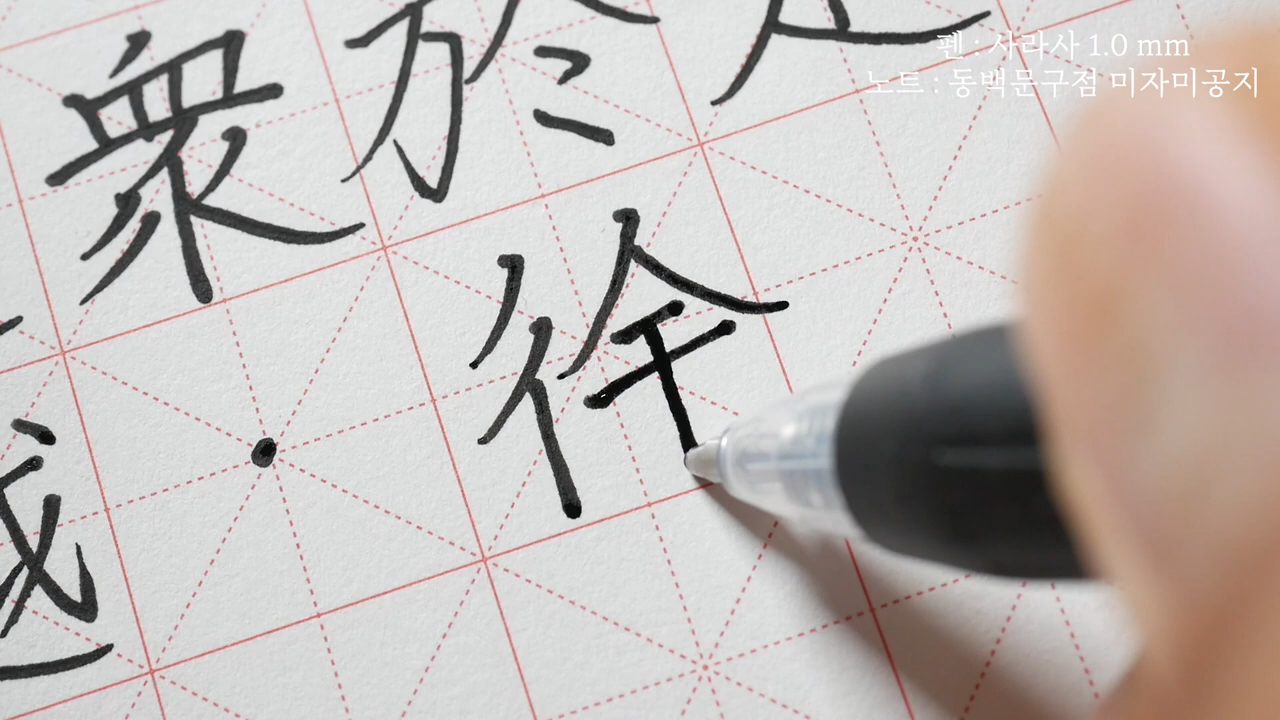 펜 : 사라사 1.0 mm
노트 : 동백문구점 미자미공지
衆於
徐